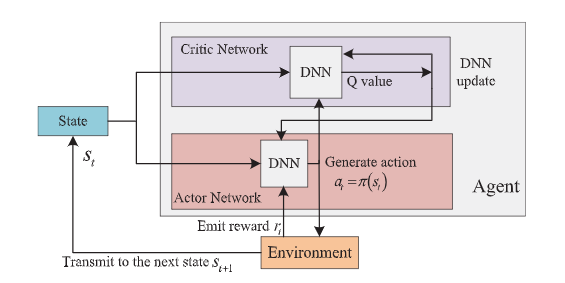 Critic Network
DNN
Q value
DNN
update
State
s_t
DNN
Generate action
a_t = π(s_t)
Actor Network
Agent
Emit reward r_t
Environment
Transmit to the next state s_{t+1}